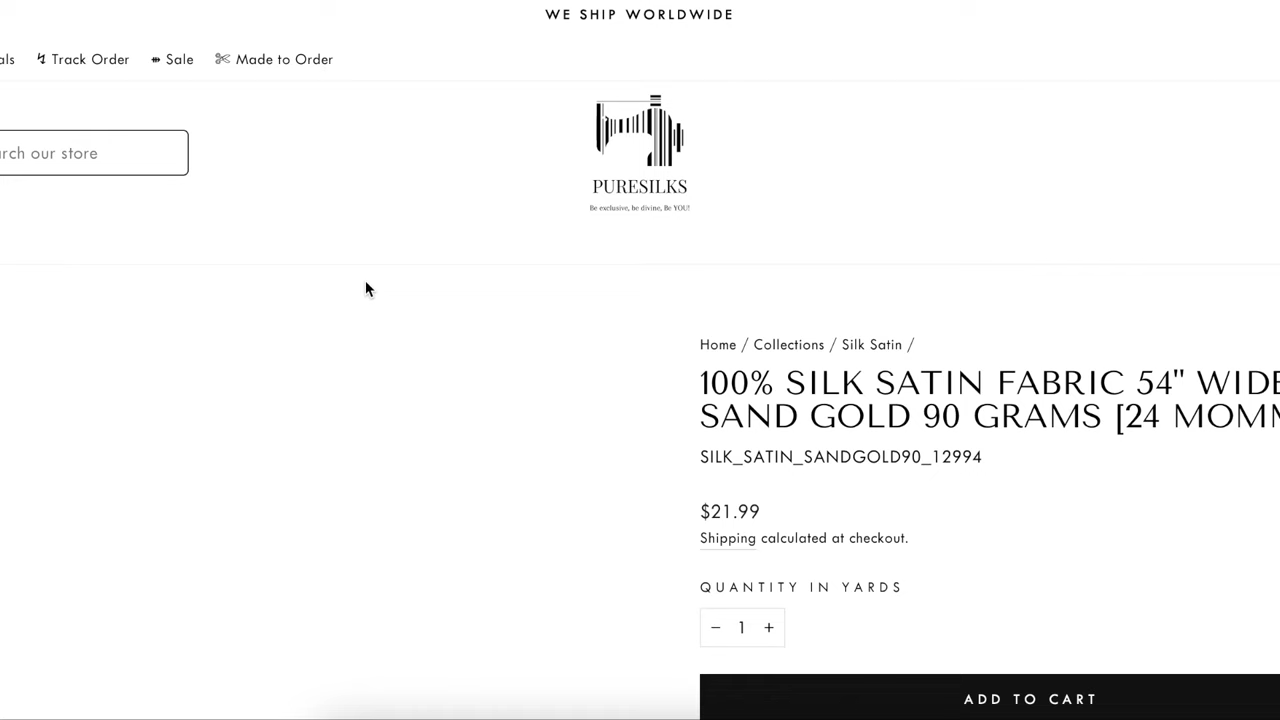 WE SHIP WORLDWIDE
als ↯ Track Order ⇻ Sale ✄ Made to Order
rch our store
PURESILKS
Be exclusive, be divine, Be YOU!
Home / Collections / Silk Satin /
100% SILK SATIN FABRIC 54" WIDE
SAND GOLD 90 GRAMS [24 MOMM
SILK_SATIN_SANDGOLD90_12994
$21.99
Shipping calculated at checkout.
QUANTITY IN YARDS
− 1 +
ADD TO CART